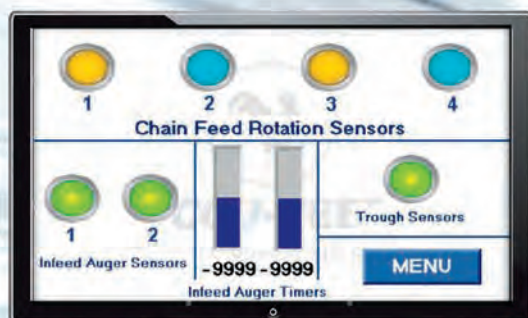 1 2 3 4
Chain Feed Rotation Sensors
1 2
Infeed Auger Sensors
-9999 -9999
Infeed Auger Timers
Trough Sensors
MENU